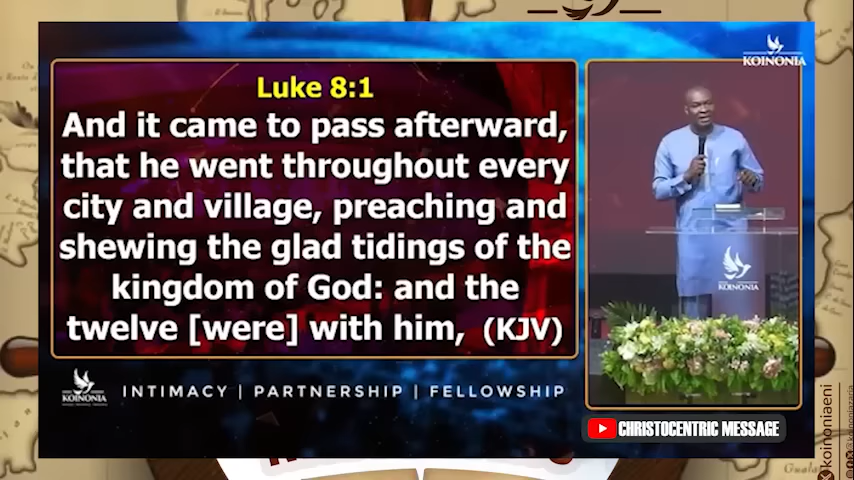 KOINONIA
Luke 8:1
And it came to pass afterward,
that he went throughout every
city and village, preaching and
shewing the glad tidings of the
kingdom of God: and the
twelve [were] with him, (KJV)
KOINONIA
KOINONIA
INTIMACY | PARTNERSHIP | FELLOWSHIP
CHRISTOCENTRIC MESSAGE
koinoniaeni